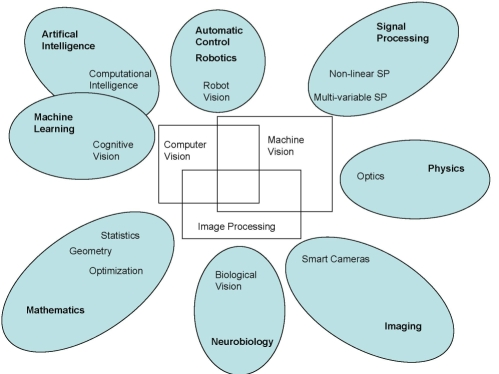 Artifical
Intelligence
Computational
Intelligence
Machine
Learning
Cognitive
Vision
Automatic
Control
Robotics
Robot
Vision
Signal
Processing
Non-linear SP
Multi-variable SP
Computer
Vision
Machine
Vision
Image Processing
Optics
Physics
Statistics
Geometry
Optimization
Mathematics
Biological
Vision
Neurobiology
Smart Cameras
Imaging